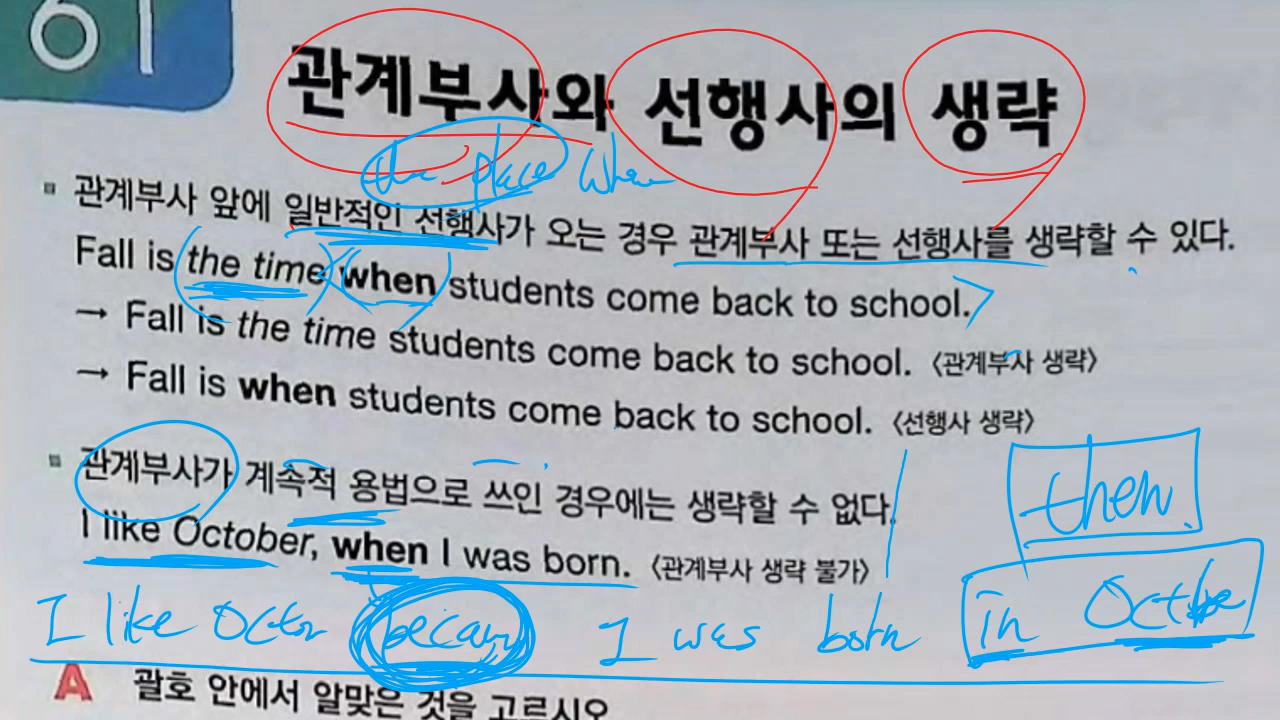 61
관계부사와 선행사의 생략
the place when
▪ 관계부사 앞에 일반적인 선행사가 오는 경우 관계부사 또는 선행사를 생략할 수 있다.
Fall is the time when students come back to school.
→ Fall is the time students come back to school. 〈관계부사 생략〉
→ Fall is when students come back to school. 〈선행사 생략〉
▪ 관계부사가 계속적 용법으로 쓰인 경우에는 생략할 수 없다.
then.
I like October, when I was born. 〈관계부사 생략 불가〉
I like I was born in
A 괄호 안에서 알맞은 것을 고르시오